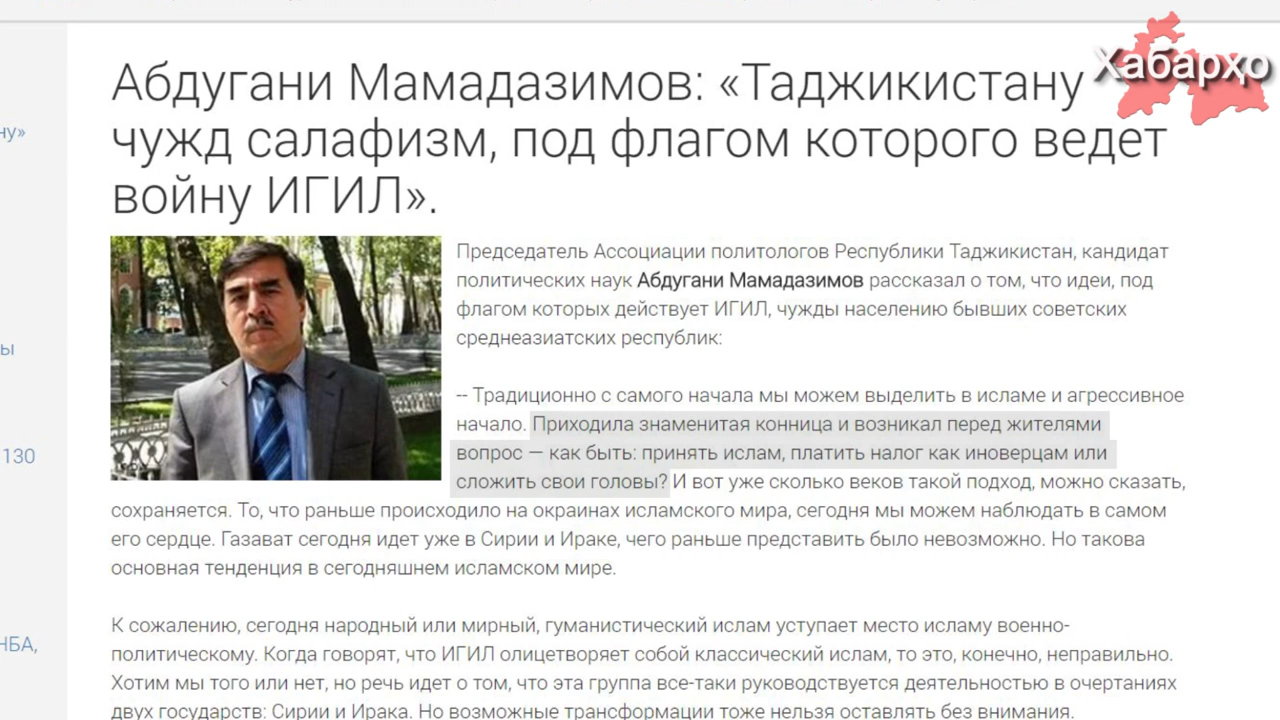 Хабарҳо
Абдугани Мамадазимов: «Таджикистану
чужд салафизм, под флагом которого ведет
войну ИГИЛ».
ну»
ы
130
НБА,
Председатель Ассоциации политологов Республики Таджикистан, кандидат
политических наук Абдугани Мамадазимов рассказал о том, что идеи, под
флагом которых действует ИГИЛ, чужды населению бывших советских
среднеазиатских республик:
-- Традиционно с самого начала мы можем выделить в исламе и агрессивное
начало. Приходила знаменитая конница и возникал перед жителями
вопрос — как быть: принять ислам, платить налог как иноверцам или
сложить свои головы? И вот уже сколько веков такой подход, можно сказать,
сохраняется. То, что раньше происходило на окраинах исламского мира, сегодня мы можем наблюдать в самом
его сердце. Газават сегодня идет уже в Сирии и Ираке, чего раньше представить было невозможно. Но такова
основная тенденция в сегодняшнем исламском мире.
К сожалению, сегодня народный или мирный, гуманистический ислам уступает место исламу военно-
политическому. Когда говорят, что ИГИЛ олицетворяет собой классический ислам, то это, конечно, неправильно.
Хотим мы того или нет, но речь идет о том, что эта группа все-таки руководствуется деятельностью в очертаниях
двух государств: Сирии и Ирака. Но возможные трансформации тоже нельзя оставлять без внимания.